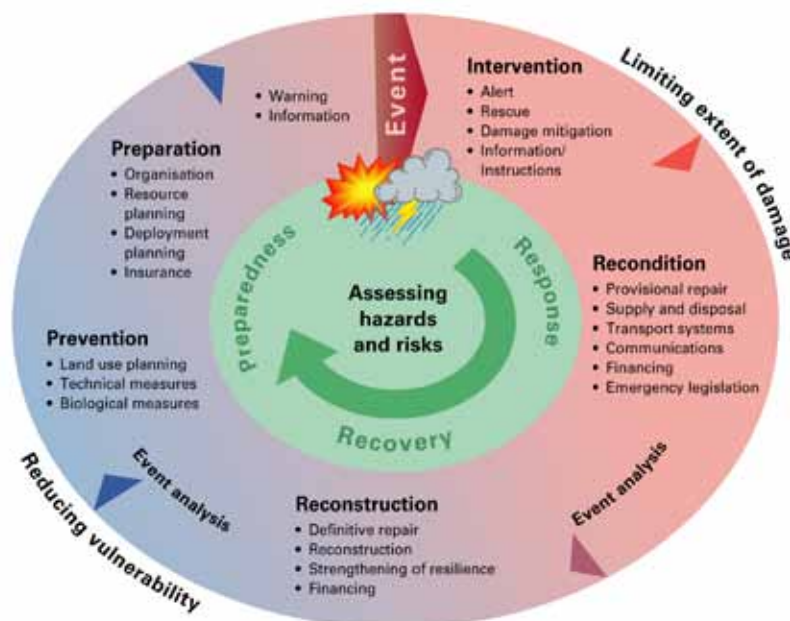 Event
Intervention
• Alert
• Rescue
• Damage mitigation
• Information/
Instructions
Limiting extent of damage
Recondition
• Provisional repair
• Supply and disposal
• Transport systems
• Communications
• Financing
• Emergency legislation
Event analysis
Reconstruction
• Definitive repair
• Reconstruction
• Strengthening of resilience
• Financing
Event analysis
Reducing vulnerability
Prevention
• Land use planning
• Technical measures
• Biological measures
Preparation
• Organisation
• Resource
planning
• Deployment
planning
• Insurance
• Warning
• Information
Response
Recovery
Preparedness
Assessing
hazards
and risks